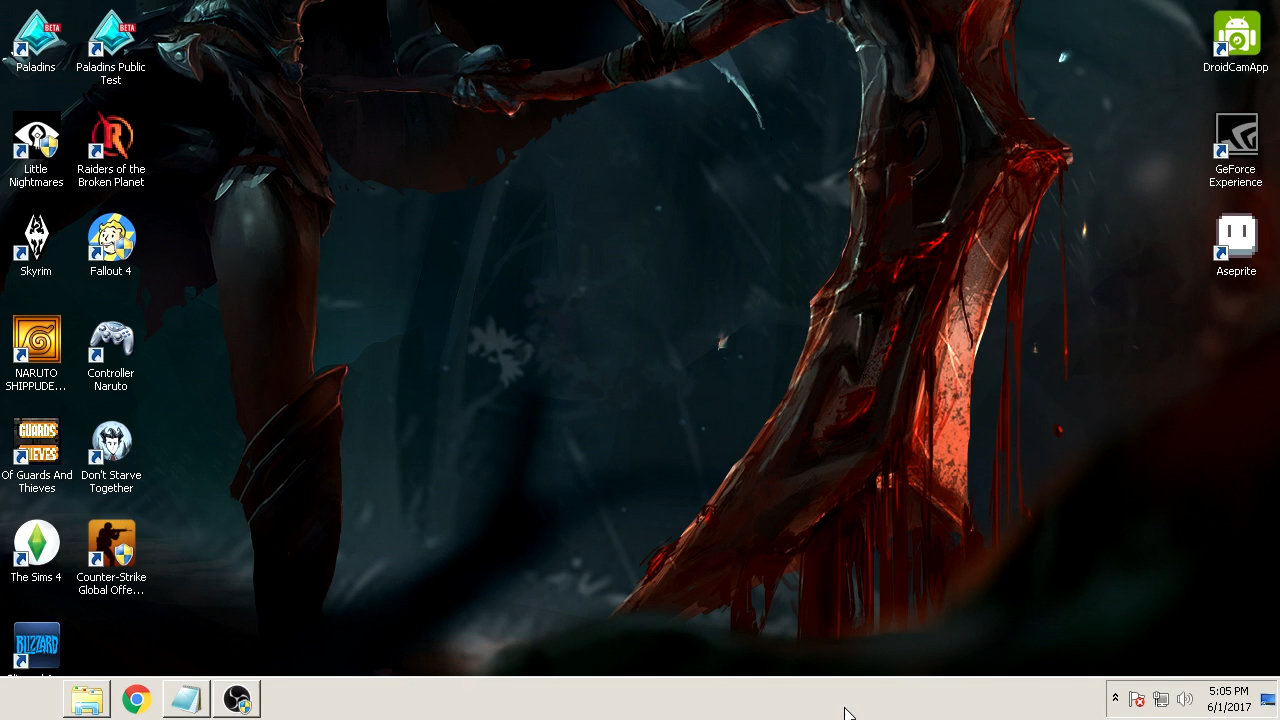 BETA
BETA
Paladins
Paladins Public
Test
DroidCamApp
Little
Nightmares
Raiders of the
Broken Planet
GeForce
Experience
Skyrim
Fallout 4
Aseprite
NARUTO
SHIPPUDE...
Controller
Naruto
GUARDS
THIEVES
Of Guards And
Thieves
Don't Starve
Together
The Sims 4
Counter-Strike
Global Offe...
BLIZZARD
5:05 PM
6/1/2017